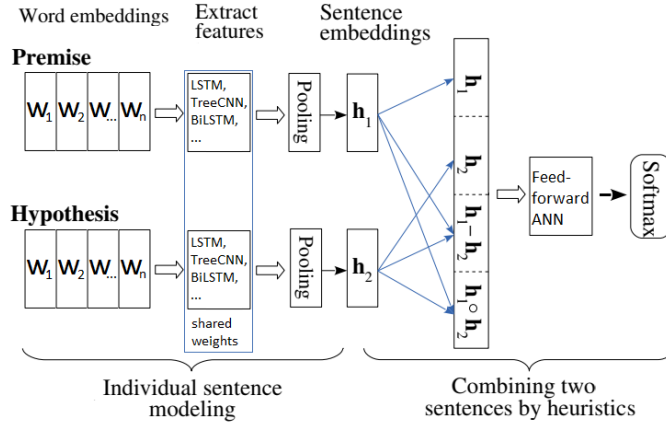 Word embeddings
Extract
features
Sentence
embeddings
Premise
W1 W2 W... Wn
LSTM,
TreeCNN,
BiLSTM,
...
Pooling
h1
Hypothesis
W1 W2 W... Wn
LSTM,
TreeCNN,
BiLSTM,
...
shared
weights
Pooling
h2
h1
h2
h1− h2
h1 ○ h2
Feed-
forward
ANN
Softmax
Individual sentence
modeling
Combining two
sentences by heuristics